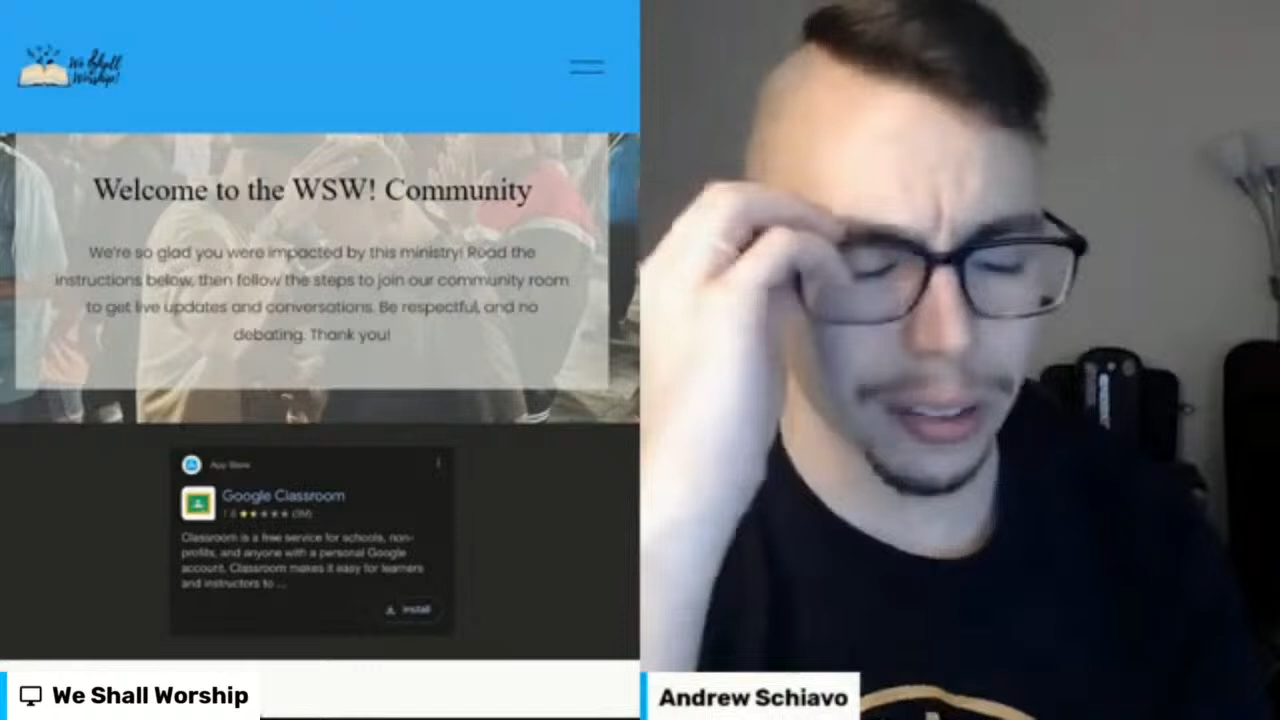 We Shall
Worship!
Welcome to the WSW! Community
We're so glad you were impacted by this ministry! Read the
instructions below, then follow the steps to join our community room
to get live updates and conversations. Be respectful, and no
debating. Thank you!
App Store
Google Classroom
1.6 ★★★★★ (3M)
Classroom is a free service for schools, non-
profits, and anyone with a personal Google
account. Classroom makes it easy for learners
and instructors to ...
Install
We Shall Worship
Andrew Schiavo